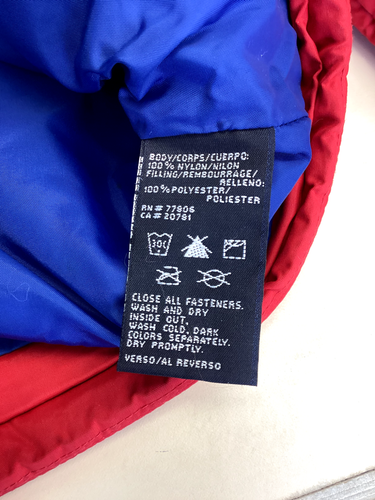 BODY/CORPS/CUERPO:
100% NYLON/NILON
FILLING/REMBOURRAGE/
RELLENO:
100% POLYESTER/
POLIESTER
RN# 77806
CA# 20781
30C
CLOSE ALL FASTENERS.
WASH AND DRY
INSIDE OUT.
WASH COLD. DARK
COLORS SEPARATELY.
DRY PROMPTLY.
VERSO/AL REVERSO